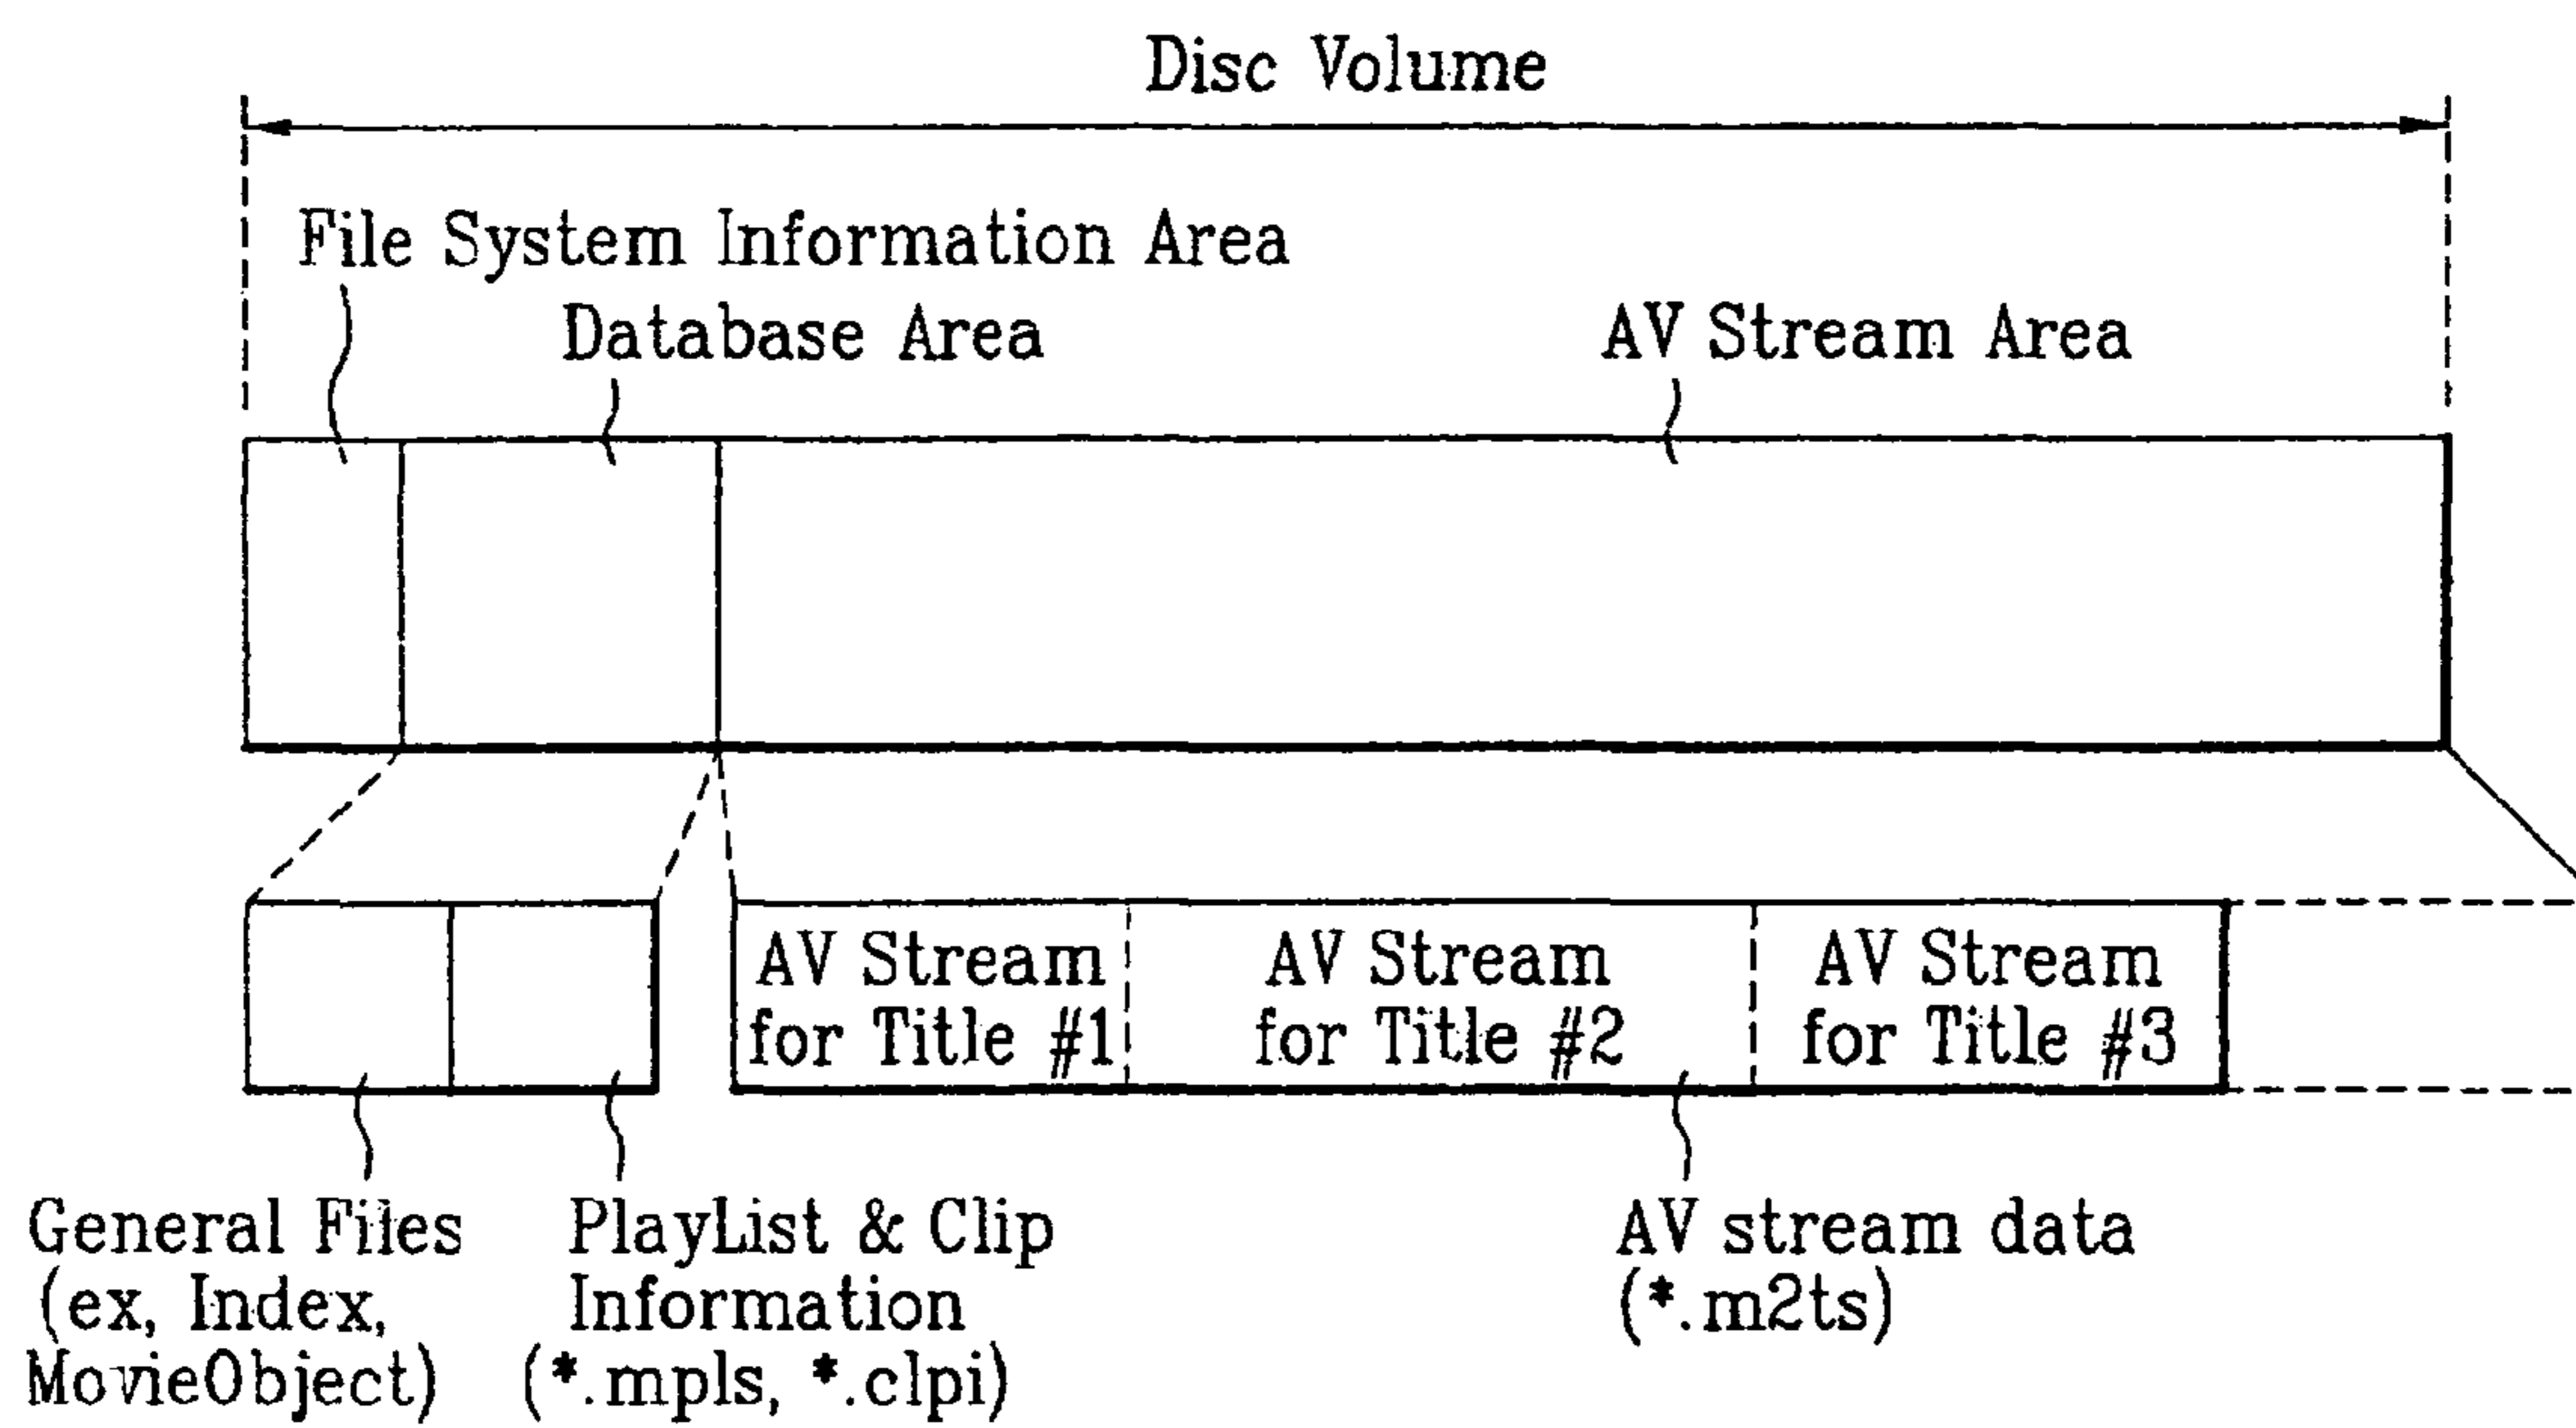 Disc Volume
File System Information Area
Database Area
AV Stream Area
AV Stream
for Title #1
AV Stream
for Title #2
AV Stream
for Title #3
General Files
(ex, Index,
MovieObject)
PlayList & Clip
Information
(*.mpls, *.clpi)
AV stream data
(*.m2ts)